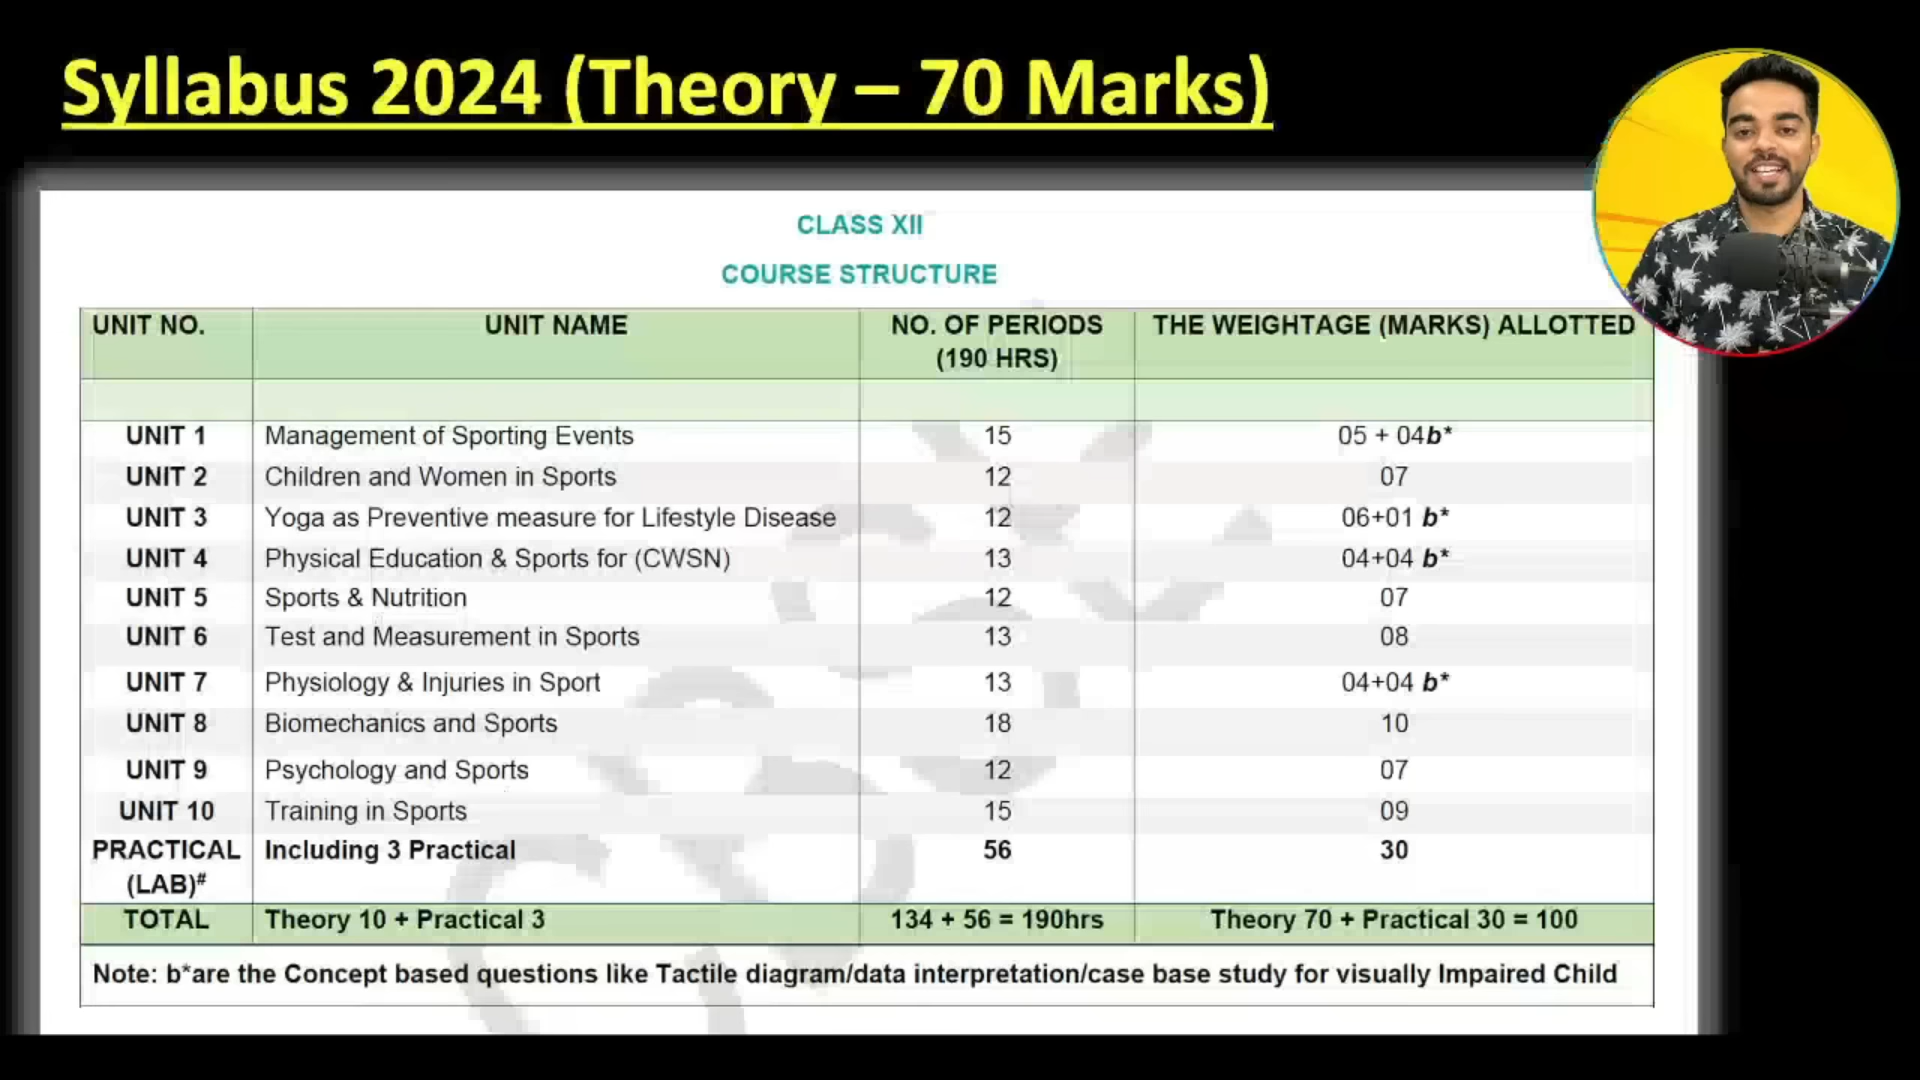 Syllabus 2024 (Theory – 70 Marks)
CLASS XII
COURSE STRUCTURE
UNIT NO. UNIT NAME NO. OF PERIODS (190 HRS) THE WEIGHTAGE (MARKS) ALLOTTED
UNIT 1 Management of Sporting Events 15 05 + 04b*
UNIT 2 Children and Women in Sports 12 07
UNIT 3 Yoga as Preventive measure for Lifestyle Disease 12 06+01 b*
UNIT 4 Physical Education & Sports for (CWSN) 13 04+04 b*
UNIT 5 Sports & Nutrition 12 07
UNIT 6 Test and Measurement in Sports 13 08
UNIT 7 Physiology & Injuries in Sport 13 04+04 b*
UNIT 8 Biomechanics and Sports 18 10
UNIT 9 Psychology and Sports 12 07
UNIT 10 Training in Sports 15 09
PRACTICAL (LAB)# Including 3 Practical 56 30
TOTAL Theory 10 + Practical 3 134 + 56 = 190hrs Theory 70 + Practical 30 = 100
Note: b*are the Concept based questions like Tactile diagram/data interpretation/case base study for visually Impaired Child